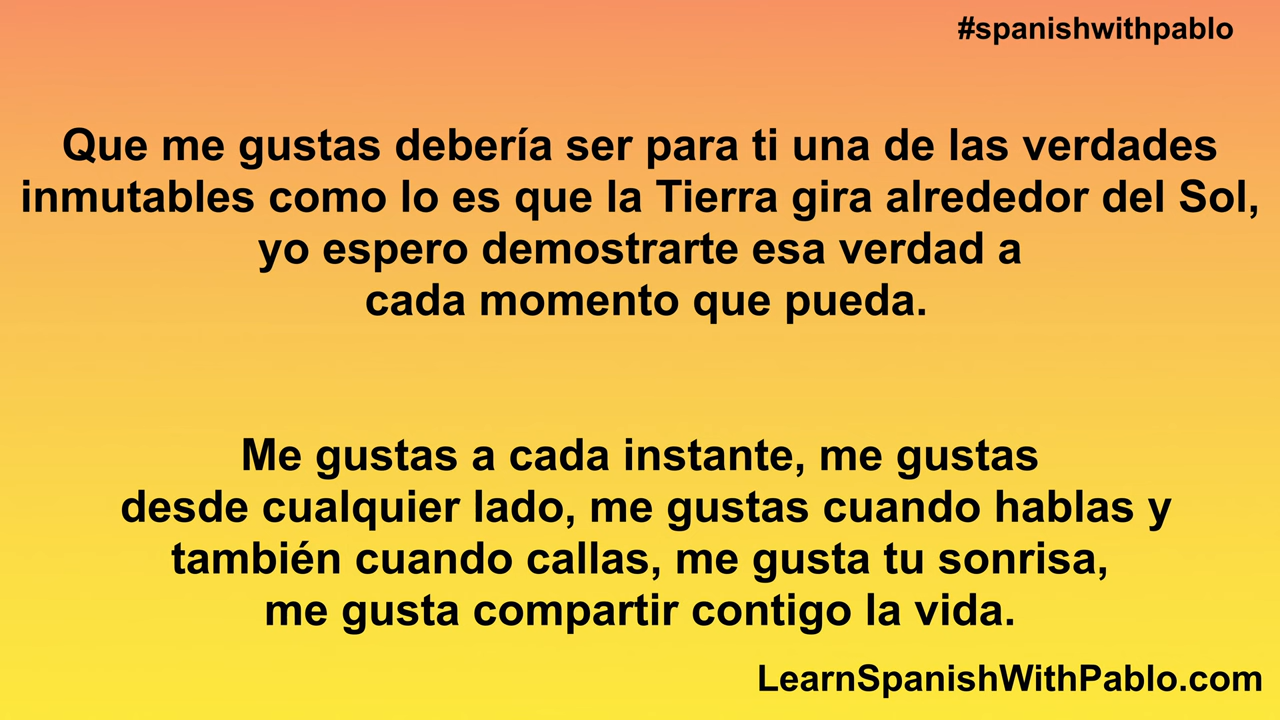 #spanishwithpablo
Que me gustas debería ser para ti una de las verdades
inmutables como lo es que la Tierra gira alrededor del Sol,
yo espero demostrarte esa verdad a
cada momento que pueda.
Me gustas a cada instante, me gustas
desde cualquier lado, me gustas cuando hablas y
también cuando callas, me gusta tu sonrisa,
me gusta compartir contigo la vida.
LearnSpanishWithPablo.com